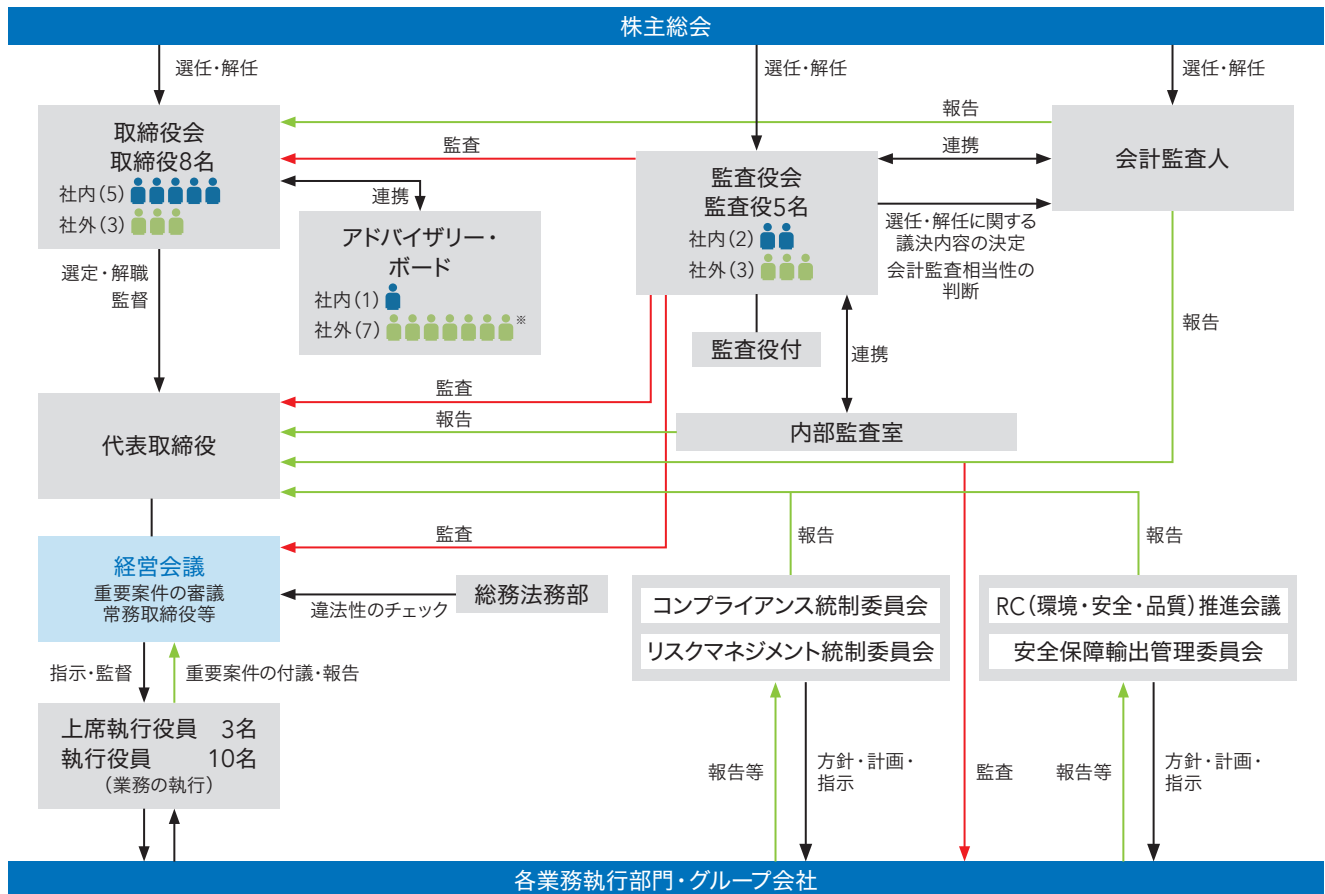 株主総会
選任・解任
選任・解任
選任・解任
取締役会
取締役8名
社内(5)
社外(3)
報告
監査
連携
アドバイザリー・
ボード
社内(1)
社外(7)
※
監査役会
監査役5名
社内(2)
社外(3)
連携
会計監査人
選任・解任に関する
議決内容の決定
会計監査相当性の
判断
選定・解職
監督
監査役付
連携
報告
監査
報告
内部監査室
代表取締役
監査
報告
報告
経営会議
重要案件の審議
常務取締役等
違法性のチェック
総務法務部
コンプライアンス統制委員会
リスクマネジメント統制委員会
RC(環境・安全・品質)推進会議
安全保障輸出管理委員会
指示・監督
重要案件の付議・報告
上席執行役員 3名
執行役員 10名
(業務の執行)
報告等
方針・計画・
指示
監査
報告等
方針・計画・
指示
各業務執行部門・グループ会社